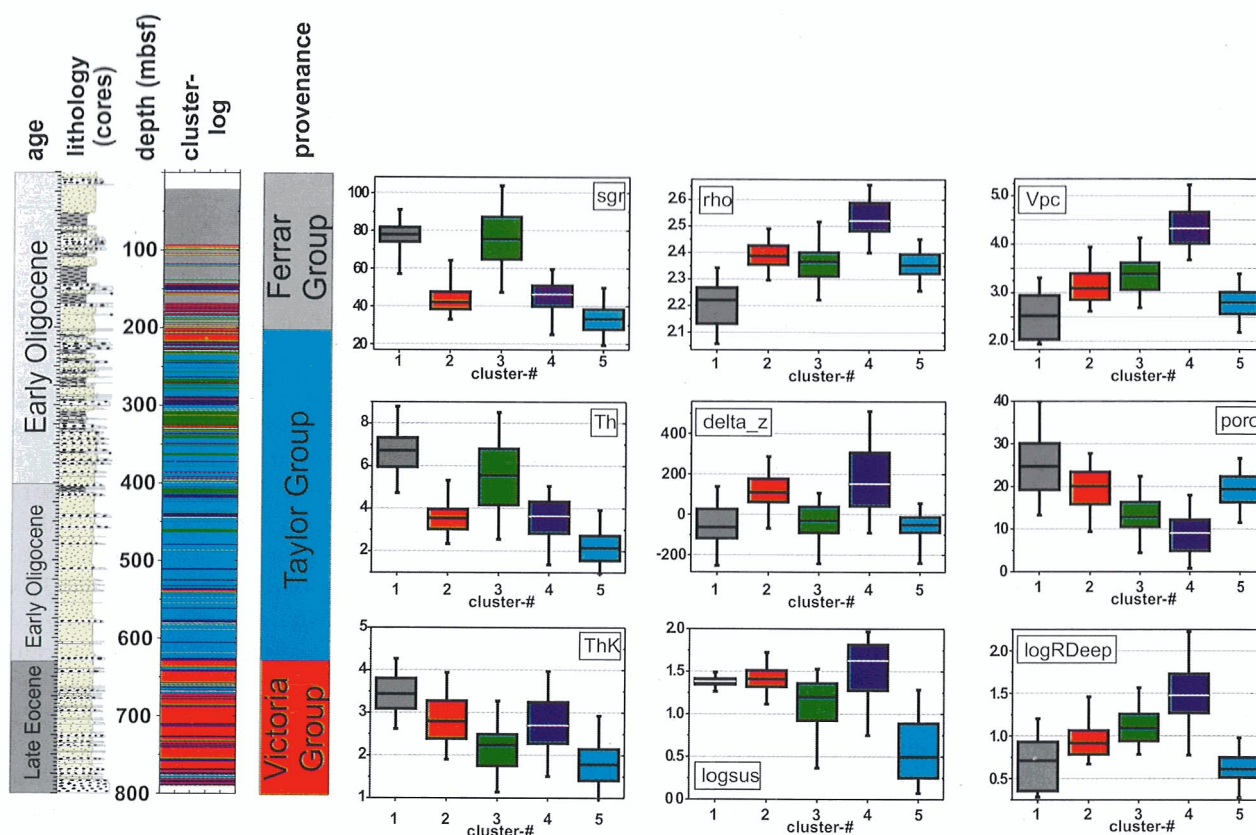 age
lithology
(cores)
depth (mbsf)
cluster-
log
provenance
Early Oligocene
Early Oligocene
Late Eocene
100
200
300
400
500
600
700
800
Ferrar
Group
Taylor Group
Victoria
Group
sgr
100
80
60
40
20
1 2 3 4 5
cluster-#
rho
26
25
24
23
22
21
1 2 3 4 5
cluster-#
Vpc
5.0
4.0
3.0
2.0
1 2 3 4 5
cluster-#
Th
8
6
4
2
1 2 3 4 5
cluster-#
delta_z
400
200
0
-200
1 2 3 4 5
cluster-#
poro
40
30
20
10
0
1 2 3 4 5
cluster-#
ThK
5
4
3
2
1
1 2 3 4 5
cluster-#
logsus
2.0
1.5
1.0
0.5
0.0
1 2 3 4 5
cluster-#
logRDeep
2.0
1.5
1.0
0.5
1 2 3 4 5
cluster-#